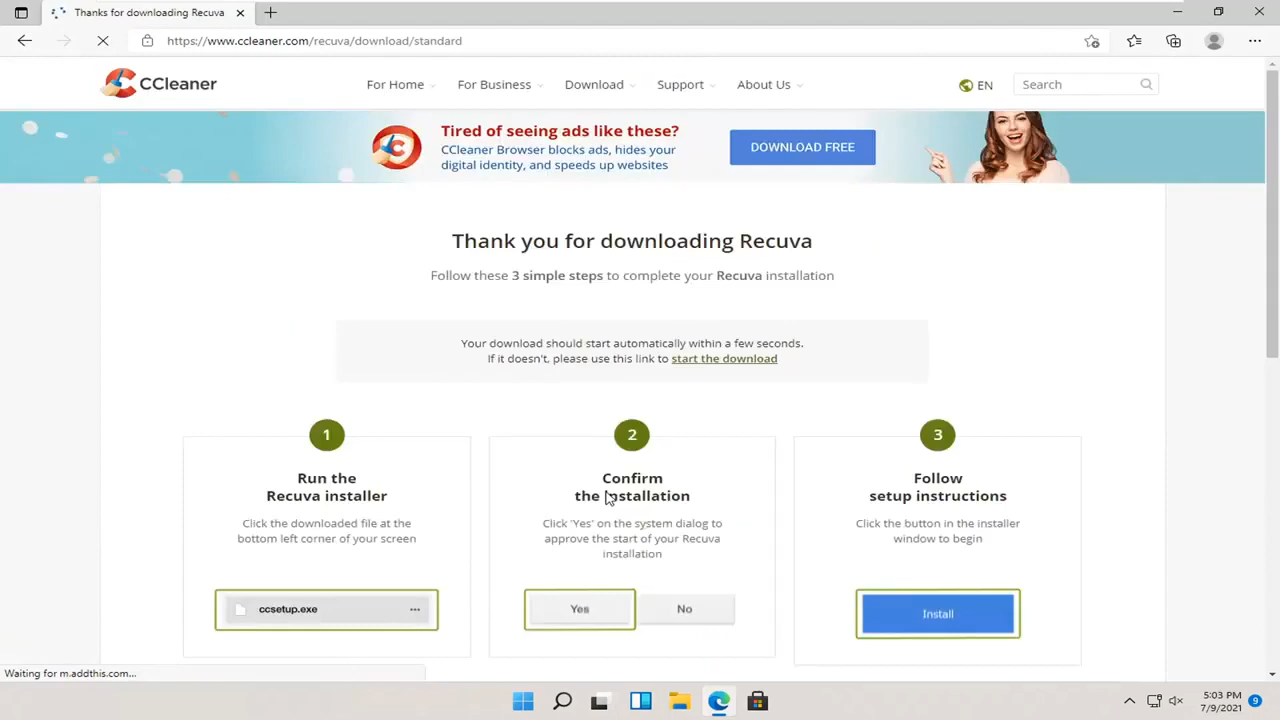 Thanks for downloading Recuva
https://www.ccleaner.com/recuva/download/standard
CCleaner
For Home
For Business
Download
Support
About Us
EN
Search
Tired of seeing ads like these?
CCleaner Browser blocks ads, hides your
digital identity, and speeds up websites
DOWNLOAD FREE
Thank you for downloading Recuva
Follow these 3 simple steps to complete your Recuva installation
Your download should start automatically within a few seconds.
If it doesn't, please use this link to start the download
1
Run the
Recuva installer
Click the downloaded file at the
bottom left corner of your screen
ccsetup.exe
2
Confirm
the installation
Click 'Yes' on the system dialog to
approve the start of your Recuva
installation
Yes
No
3
Follow
setup instructions
Click the button in the installer
window to begin
Install
Waiting for m.addthis.com...
5:03 PM
7/9/2021
9